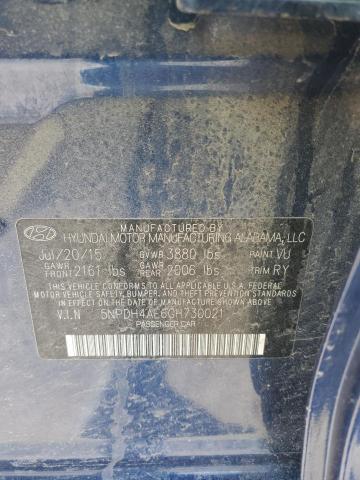 MANUFACTURED BY
HYUNDAI MOTOR MANUFACTURING ALABAMA, LLC
Jul/20/15 GVWR 3880 lbs PAINT VU
GAWR FRONT 2161 lbs GAWR REAR 2006 lbs TRIM RY
THIS VEHICLE CONFORMS TO ALL APPLICABLE U.S.A FEDERAL
MOTOR VEHICLE SAFETY, BUMPER, AND THEFT PREVENTION
STANDARDS IN EFFECT ON THE DATE OF MANUFACTURE SHOWN ABOVE.
V.I.N 5NPDH4AE6GH730021
PASSENGER CAR